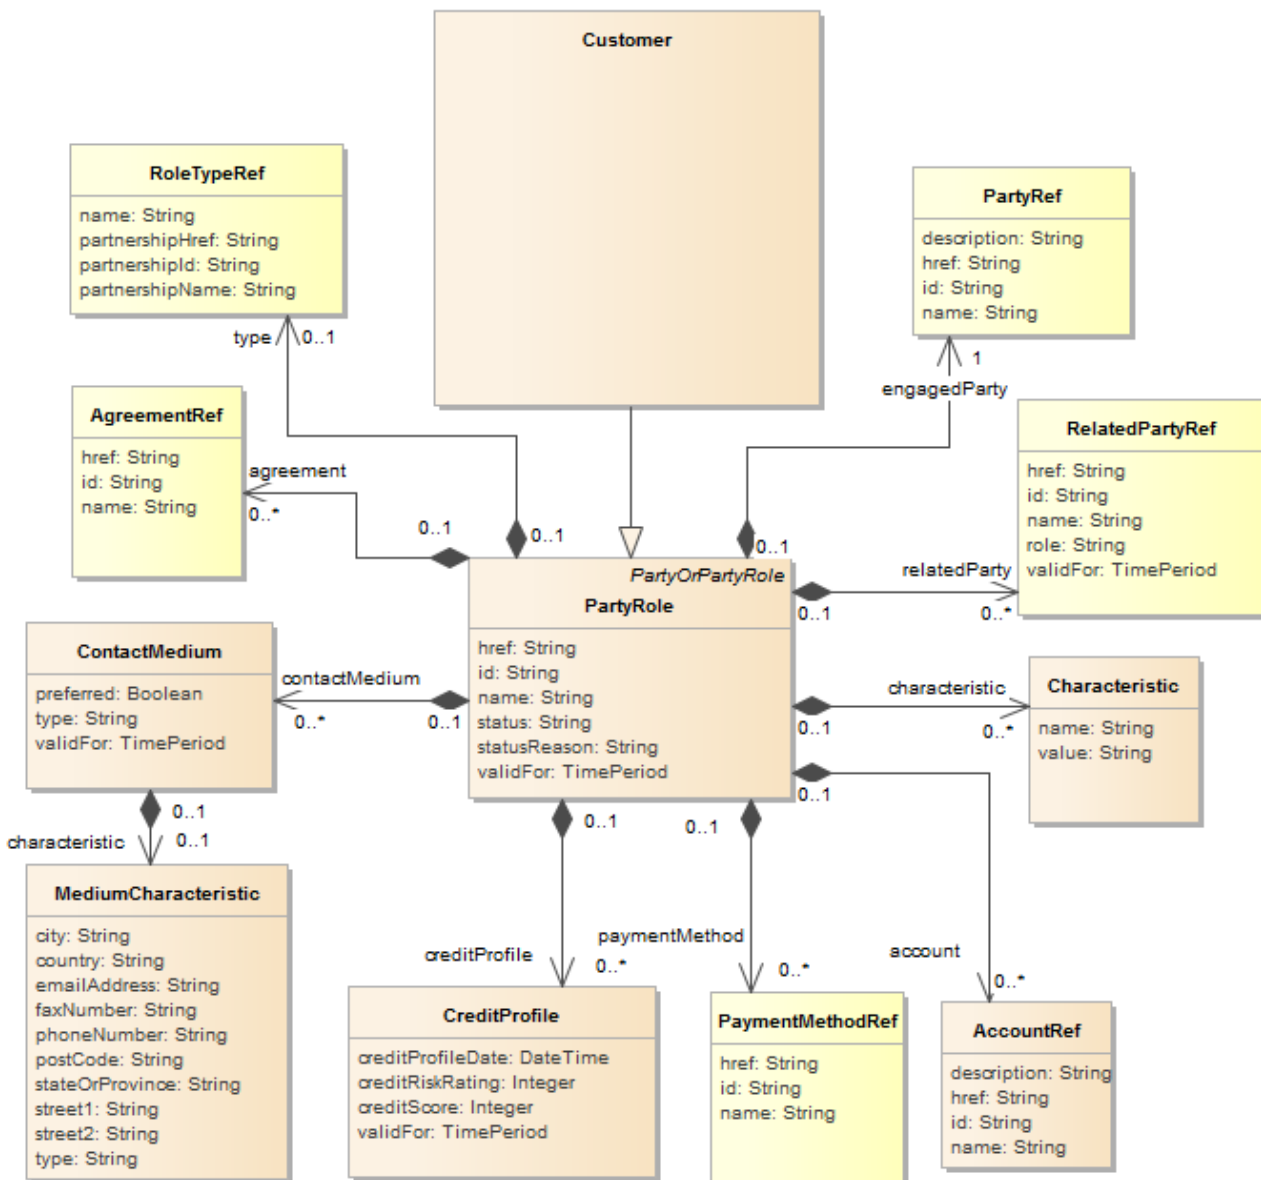 Customer
RoleTypeRef
name: String
partnershipHref: String
partnershipId: String
partnershipName: String
type
0..1
PartyRef
description: String
href: String
id: String
name: String
1
engagedParty
AgreementRef
href: String
id: String
name: String
agreement
0..*
0..1
0..1
0..1
RelatedPartyRef
href: String
id: String
name: String
role: String
validFor: TimePeriod
relatedParty
0..1
0..*
PartyOrPartyRole
PartyRole
href: String
id: String
name: String
status: String
statusReason: String
validFor: TimePeriod
ContactMedium
preferred: Boolean
type: String
validFor: TimePeriod
contactMedium
0..*
0..1
characteristic
0..1
0..*
Characteristic
name: String
value: String
0..1
0..1
0..1
characteristic
0..1
0..1
0..1
MediumCharacteristic
city: String
country: String
emailAddress: String
faxNumber: String
phoneNumber: String
postCode: String
stateOrProvince: String
street1: String
street2: String
type: String
creditProfile
0..*
paymentMethod
0..*
account
0..*
CreditProfile
creditProfileDate: DateTime
creditRiskRating: Integer
creditScore: Integer
validFor: TimePeriod
PaymentMethodRef
href: String
id: String
name: String
AccountRef
description: String
href: String
id: String
name: String